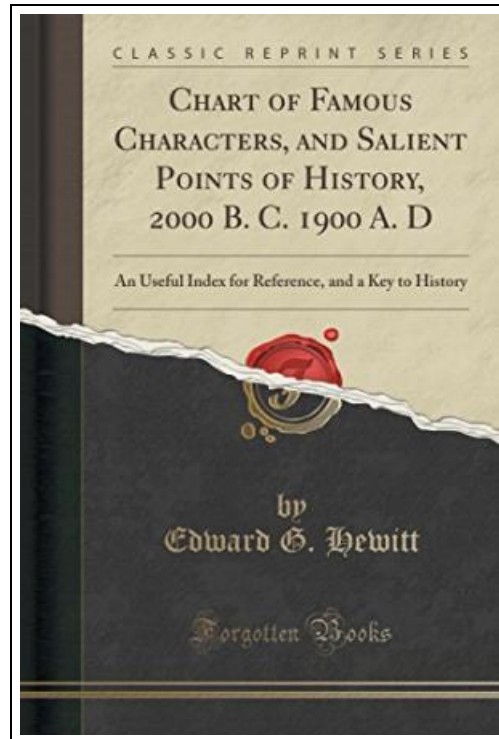 CLASSIC REPRINT SERIES
CHART OF FAMOUS
CHARACTERS, AND SALIENT
POINTS OF HISTORY,
2000 B. C. 1900 A. D
An Useful Index for Reference, and a Key to History
by
Edward G. Hewitt
Forgotten Books